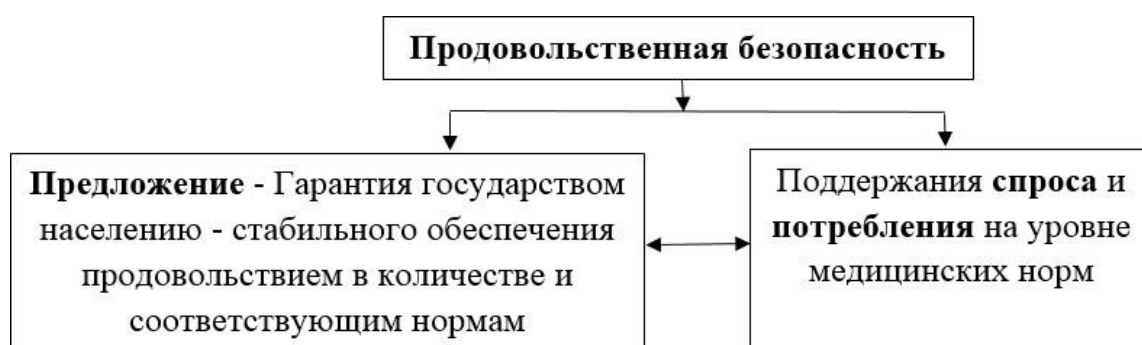 Продовольственная безопасность
Предложение - Гарантия государством
населению - стабильного обеспечения
продовольствием в количестве и
соответствующим нормам
Поддержания спроса и
потребления на уровне
медицинских норм